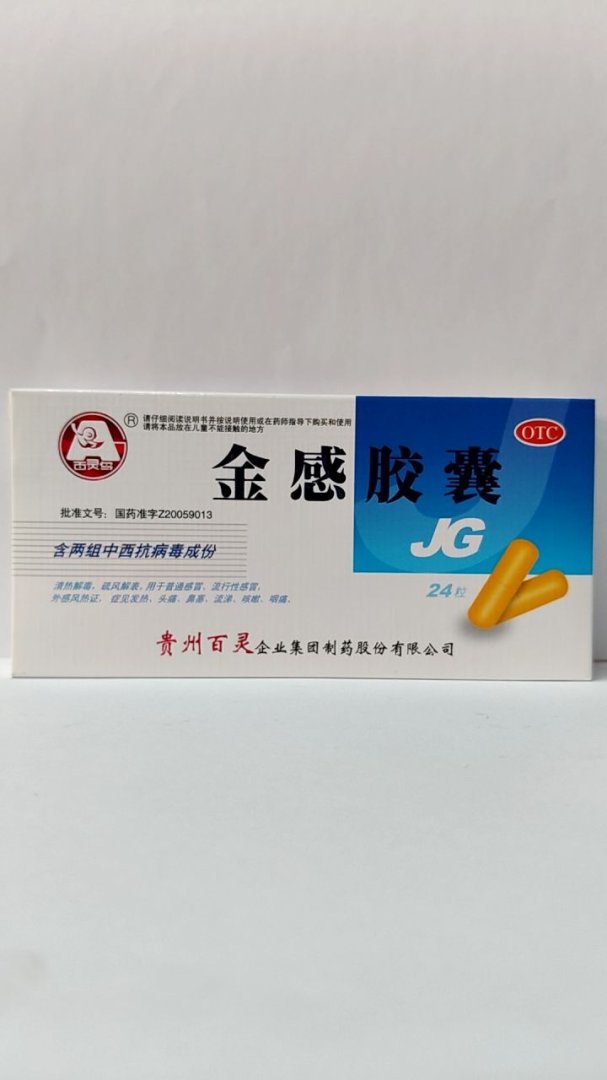 百灵鸟
®
请仔细阅读说明书并按说明使用或在药师指导下购买和使用
请将本品放在儿童不能接触的地方
OTC
金感胶囊
批准文号：国药准字Z20059013
JG
含两组中西抗病毒成份
清热解毒，疏风解表，用于普通感冒，流行性感冒，
外感风热证，症见发热、头痛、鼻塞、流涕、咳嗽、咽痛。
24粒
贵州百灵企业集团制药股份有限公司